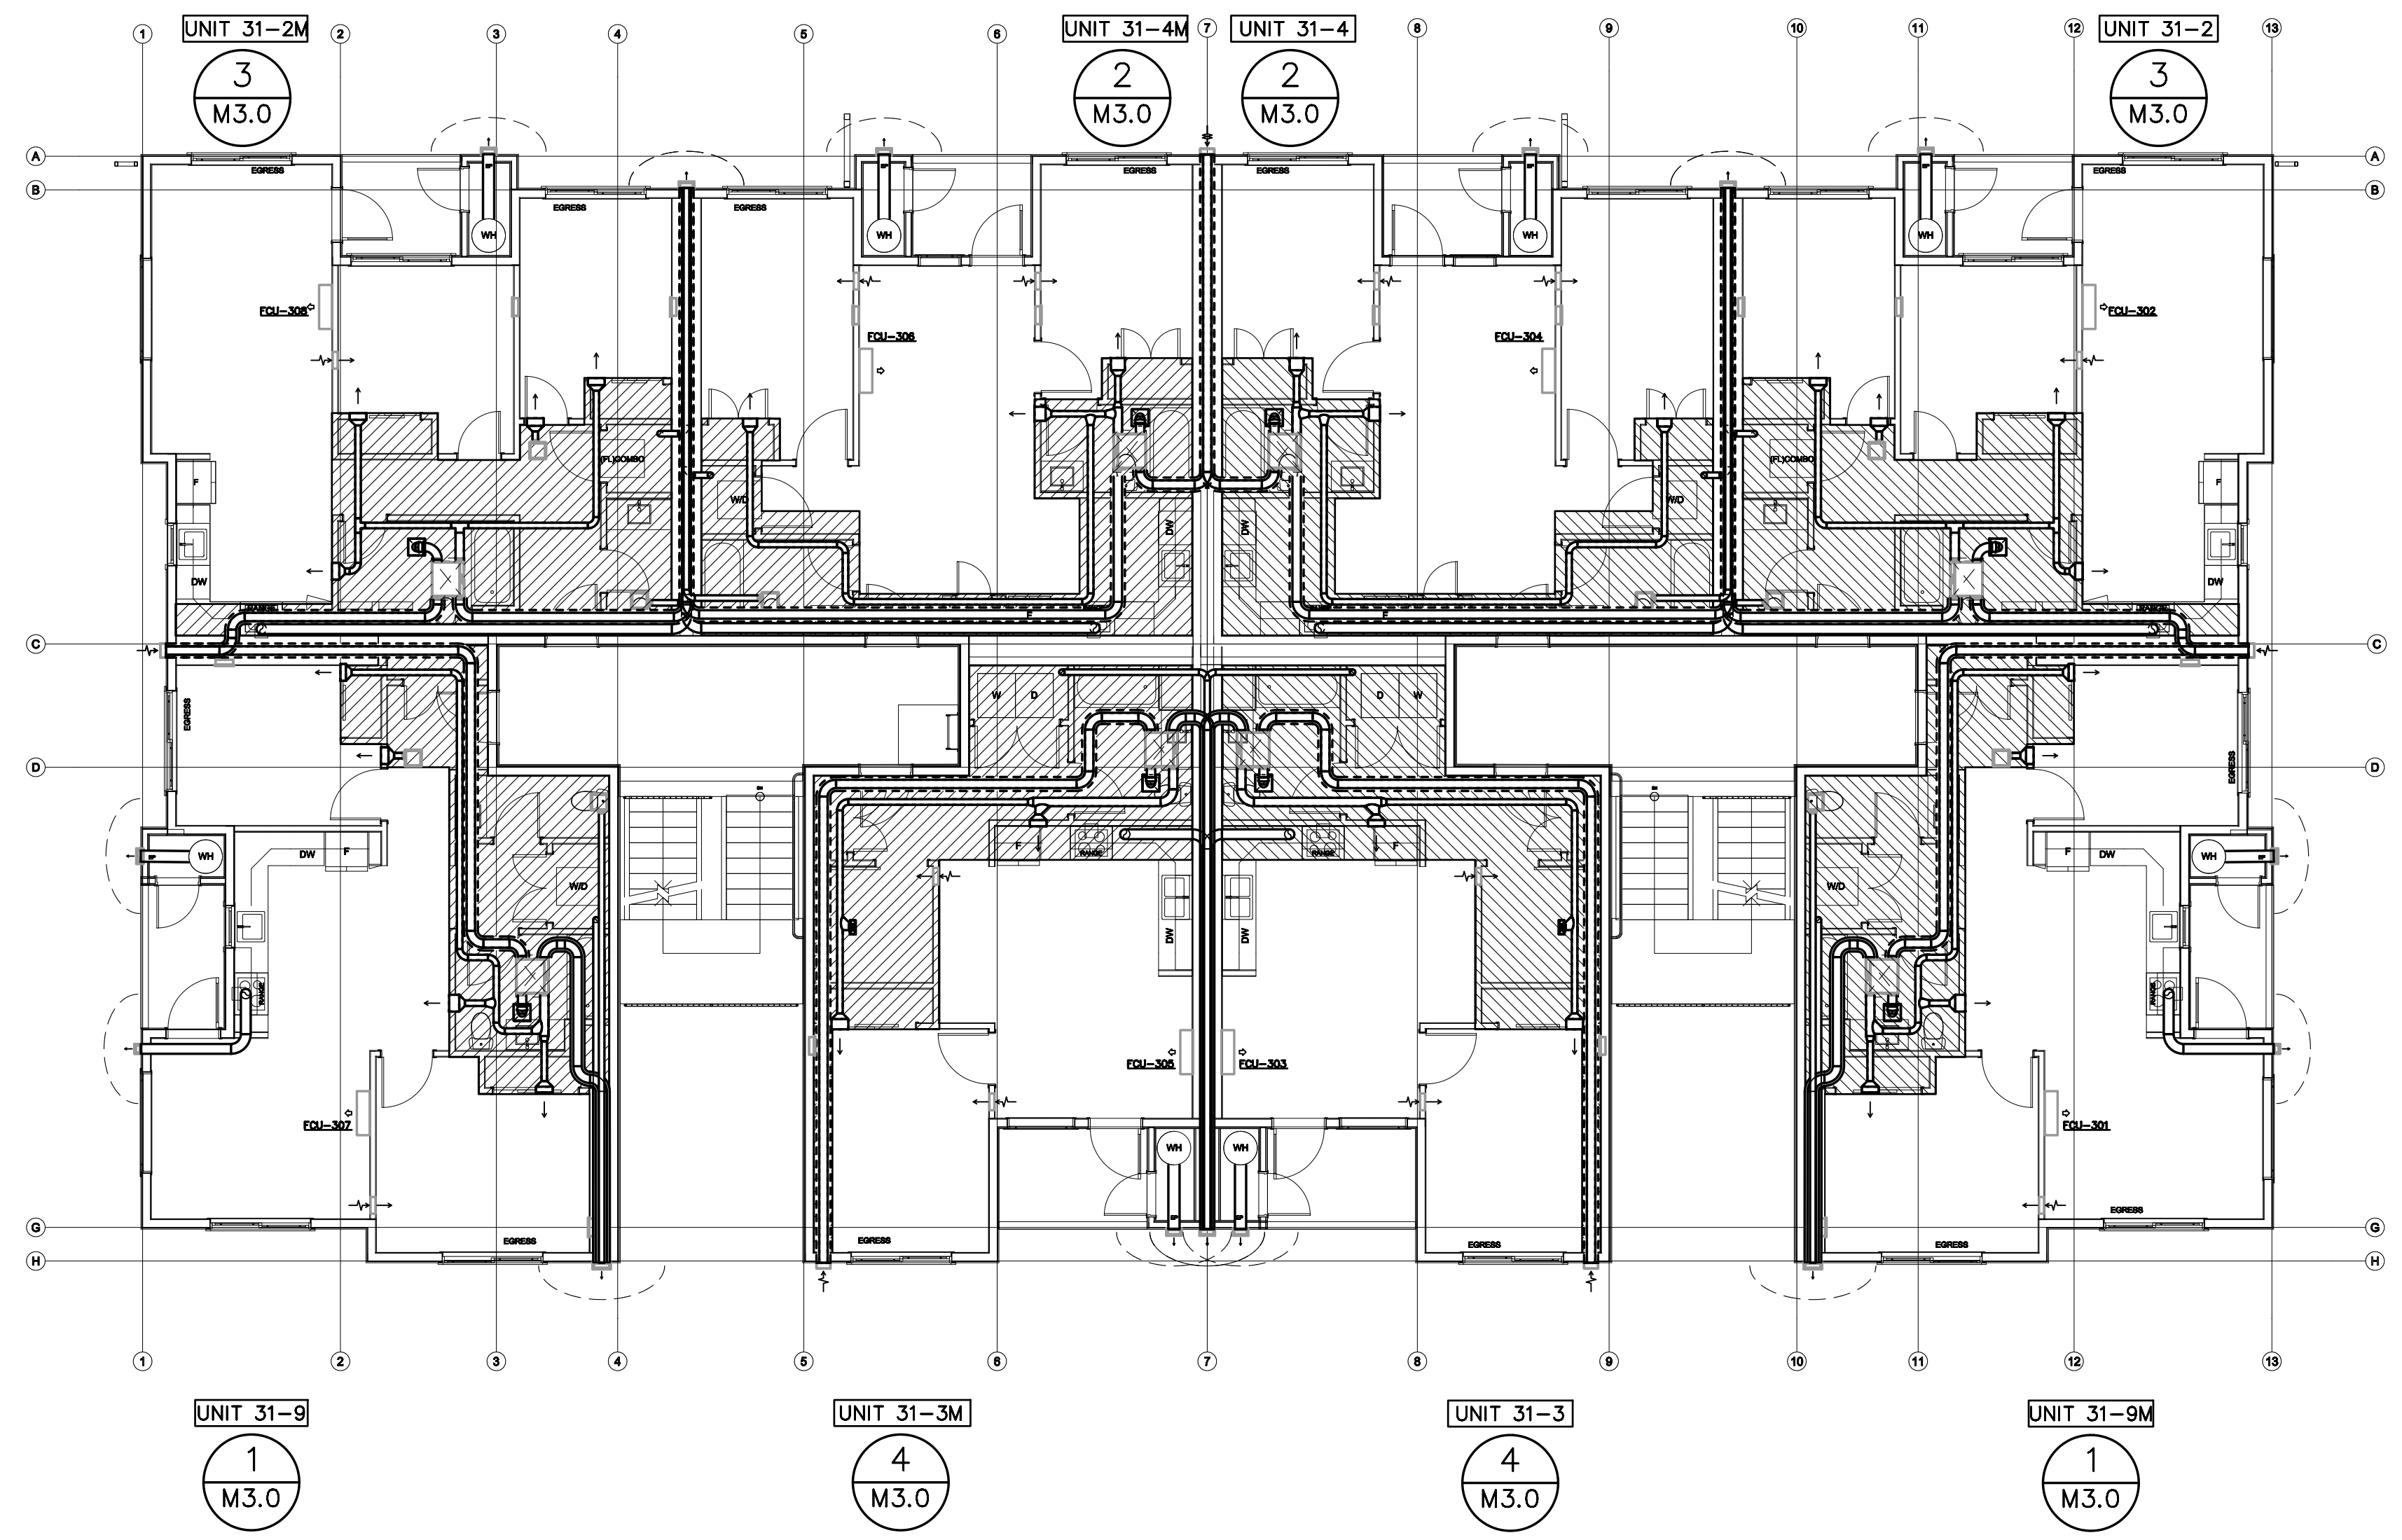 UNIT 31-2M
UNIT 31-4M
UNIT 31-4
UNIT 31-2
1 2 3 4 5 6 7 8 9 10 11 12 13
3
M3.0
2
M3.0
2
M3.0
3
M3.0
A A
EGRESS EGRESS EGRESS EGRESS
B B
EGRESS EGRESS
WH WH WH WH
FCU-308 FCU-306 FCU-304 FCU-302
(FL)COMBO (FL)COMBO
F F
W/D W/D
DW DW
DW DW
RANGE RANGE
F F
C C
W D D W
EGRESS EGRESS
D D
WH DW F F F F DW WH
RANGE RANGE
W/D W/D
DW DW
RANGE RANGE
FCU-305 FCU-303
FCU-307 FCU-301
WH WH
EGRESS
G G
EGRESS EGRESS EGRESS EGRESS
H H
1 2 3 4 5 6 7 8 9 10 11 12 13
UNIT 31-9
UNIT 31-3M
UNIT 31-3
UNIT 31-9M
1
M3.0
4
M3.0
4
M3.0
1
M3.0